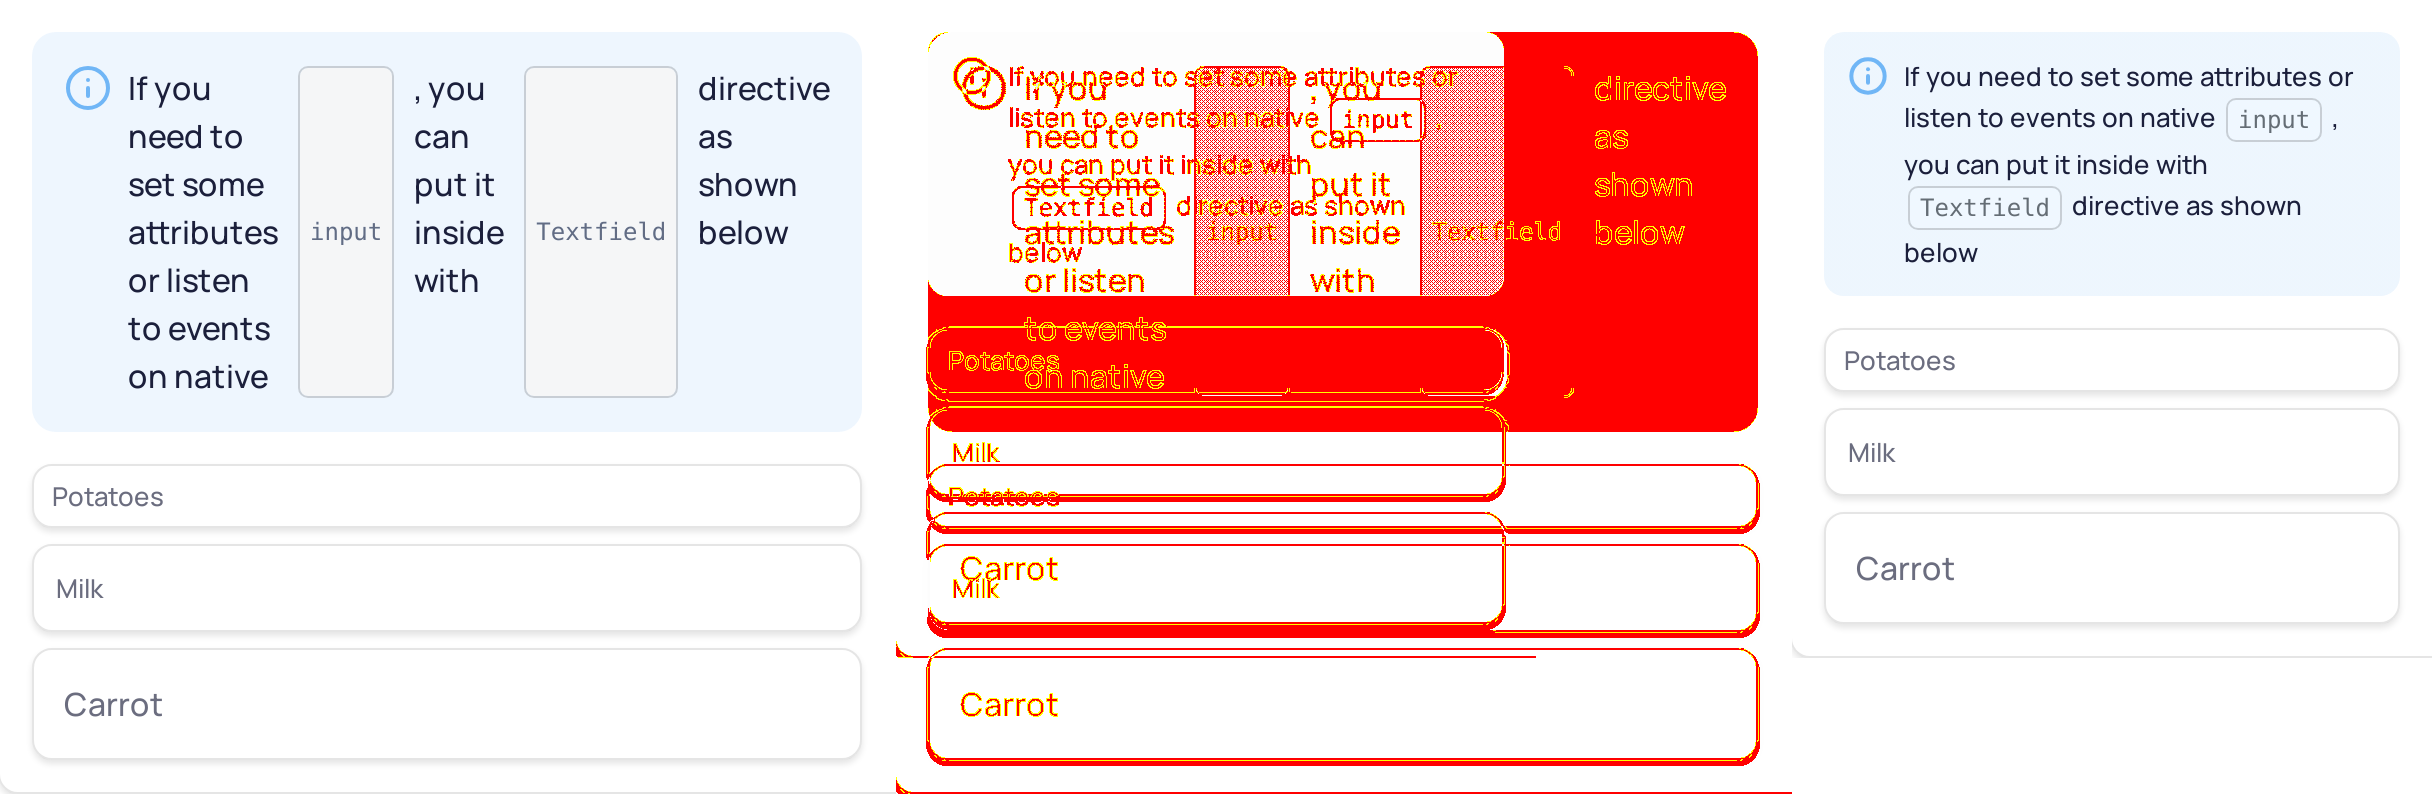 If you
need to
set some
attributes
or listen
to events
on native
input
, you
can
put it
inside
with
Textfield
directive
as
shown
below
Potatoes
Milk
Carrot
If you need to set some attributes or
listen to events on native input ,
you can put it inside with
Textfield directive as shown
below
If you
need to
set some
attributes
or listen
to events
on native
input
, you
can
put it
inside
with
Textfield
directive
as
shown
below
Potatoes
Milk
Potatoes
Carrot
Milk
Carrot
If you need to set some attributes or
listen to events on native input ,
you can put it inside with
Textfield directive as shown
below
Potatoes
Milk
Carrot